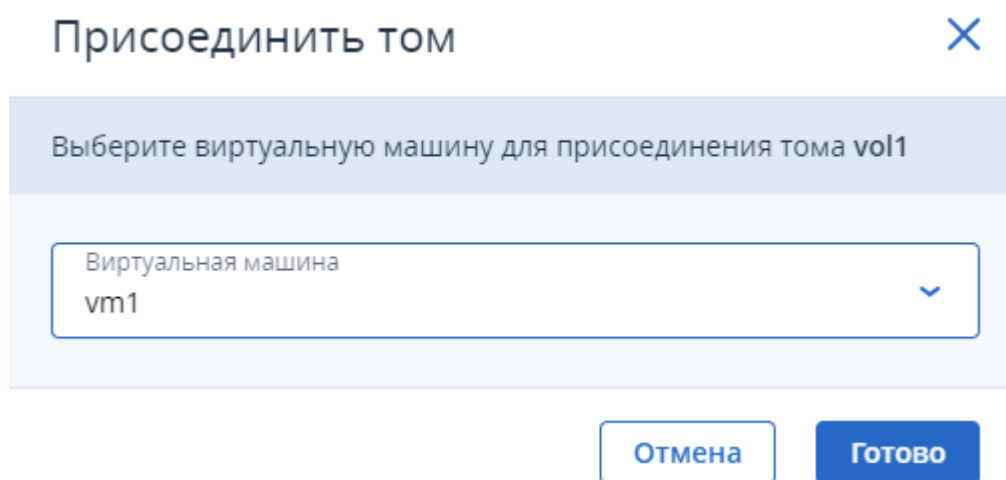 Присоединить том
Выберите виртуальную машину для присоединения тома vol1
Виртуальная машина
vm1
Отмена
Готово